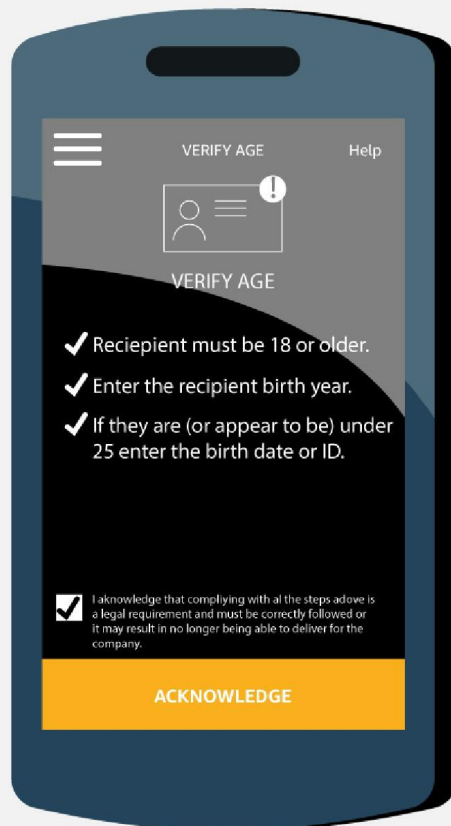 VERIFY AGE Help
VERIFY AGE
Reciepient must be 18 or older.
Enter the recipient birth year.
If they are (or appear to be) under
25 enter the birth date or ID.
I aknowledge that compliying with al the steps adove is
a legal requirement and must be correctly followed or
it may result in no longer being able to deliver for the
company.
ACKNOWLEDGE